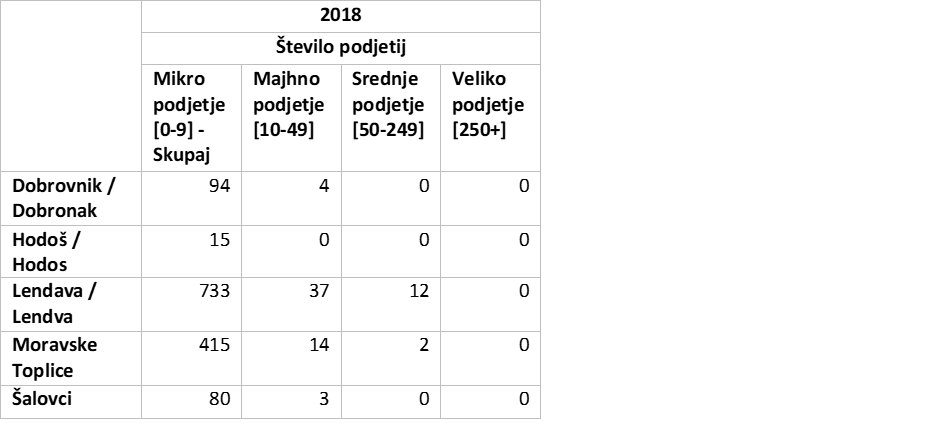 2018
Število podjetij
Mikro podjetje [0-9] - Skupaj
Majhno podjetje [10-49]
Srednje podjetje [50-249]
Veliko podjetje [250+]
Dobrovnik / Dobronak 94 4 0 0
Hodoš / Hodos 15 0 0 0
Lendava / Lendva 733 37 12 0
Moravske Toplice 415 14 2 0
Šalovci 80 3 0 0